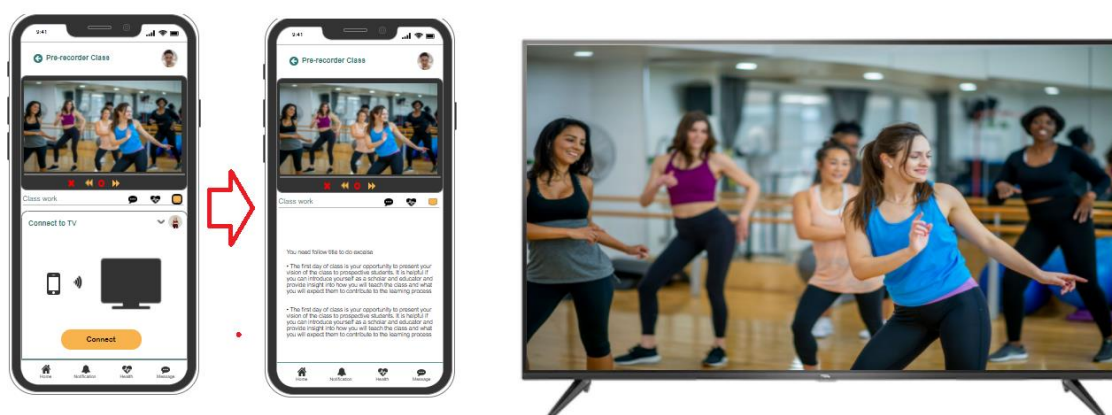 9:41
Pre-recorder Class
Class work
Connect to TV
Connect
Home
Notification
Health
Message
9:41
Pre-recorder Class
Class work
You need follow title to do excaise
• The first day of class is your opportunity to present your
vision of the class to prospective students. It is helpful if
you can introduce yourself as a scholar and educator and
provide insight into how you will teach the class and what
you will expect them to contribute to the learning process
• The first day of class is your opportunity to present your
vision of the class to prospective students. It is helpful if
you can introduce yourself as a scholar and educator and
provide insight into how you will teach the class and what
you will expect them to contribute to the learning process
Home
Notification
Health
Message